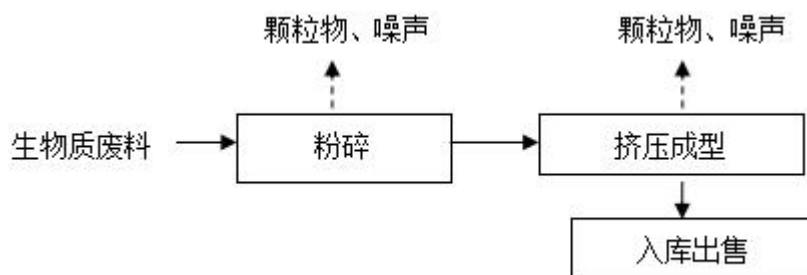 颗粒物、噪声
颗粒物、噪声
生物质废料
粉碎
挤压成型
入库出售